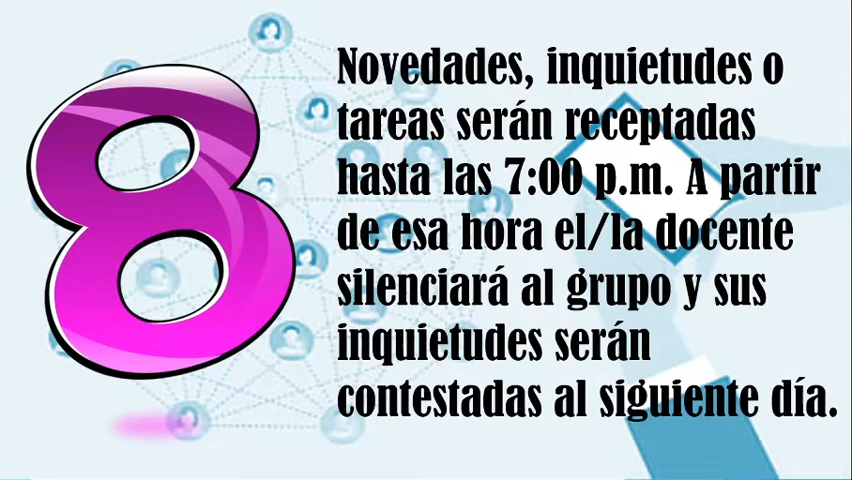 8
Novedades, inquietudes o
tareas serán receptadas
hasta las 7:00 p.m. A partir
de esa hora el/la docente
silenciará al grupo y sus
inquietudes serán
contestadas al siguiente día.